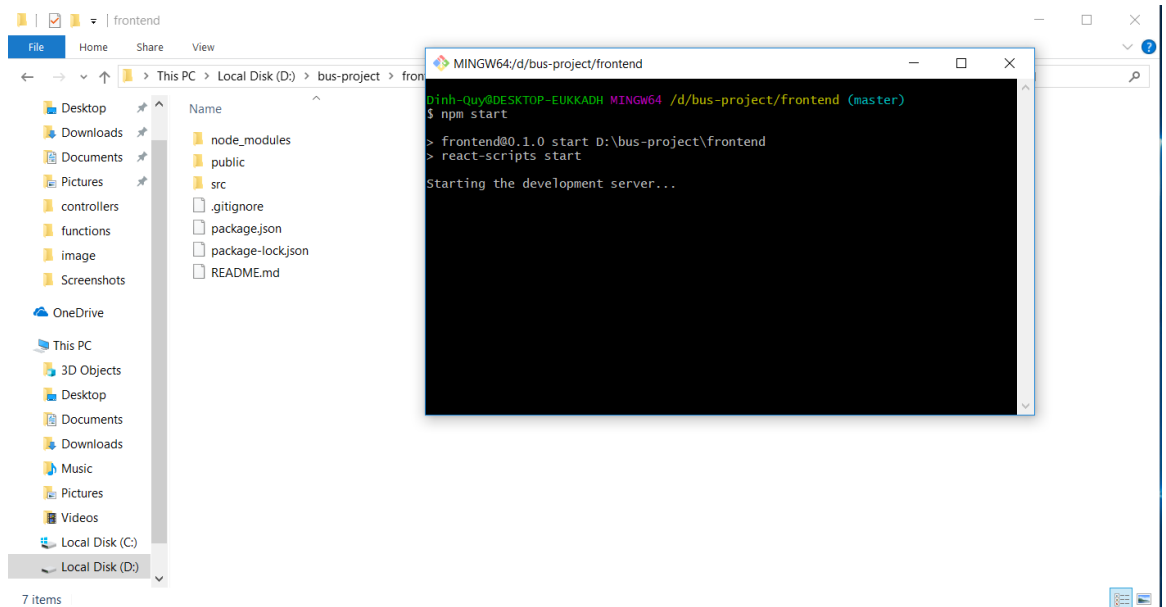 frontend
File Home Share View
This PC > Local Disk (D:) > bus-project >
Name
Desktop
Downloads
Documents
Pictures
controllers
functions
image
Screenshots
OneDrive
This PC
3D Objects
Desktop
Documents
Downloads
Music
Pictures
Videos
Local Disk (C:)
Local Disk (D:)
node_modules
public
src
.gitignore
package.json
package-lock.json
README.md
7 items
MINGW64:/d/bus-project/frontend
Dinh-Quy@DESKTOP-EUKKADH MINGW64 /d/bus-project/frontend (master)
$ npm start
> frontend@0.1.0 start D:\bus-project\frontend
> react-scripts start
Starting the development server...